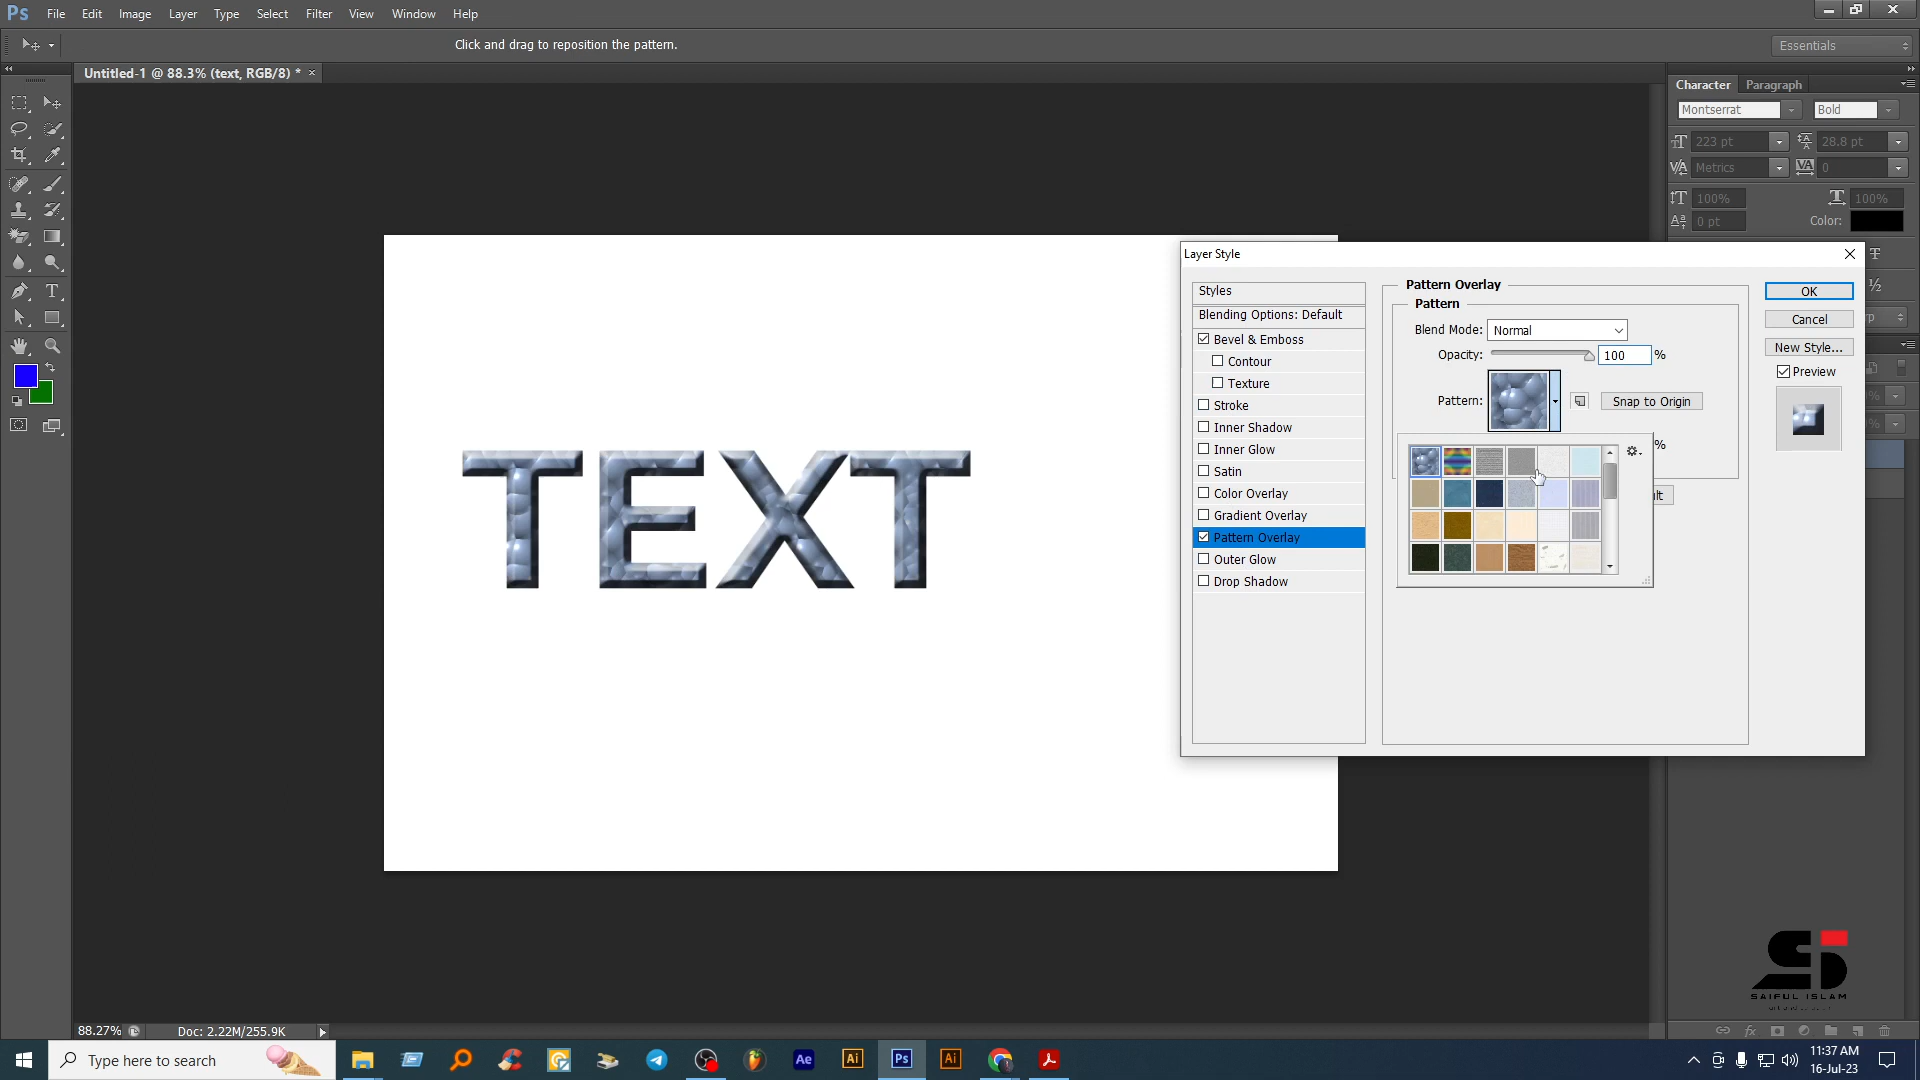 Ps File Edit Image Layer Type Select Filter View Window Help
Click and drag to reposition the pattern.
Essentials
Untitled-1 @ 88.3% (text, RGB/8) * ×
Character Paragraph
Montserrat Bold
223 pt 28.8 pt
Metrics 0
100% 100%
0 pt Color:
TEXT
Layer Style
Styles
Blending Options: Default
Bevel & Emboss
Contour
Texture
Stroke
Inner Shadow
Inner Glow
Satin
Color Overlay
Gradient Overlay
Pattern Overlay
Outer Glow
Drop Shadow
Pattern Overlay
Pattern
Blend Mode: Normal
Opacity: 100 %
Pattern: Snap to Origin
%
OK
Cancel
New Style...
Preview
SAIFUL ISLAM
88.27% Doc: 2.22M/255.9K
Type here to search
Ae Ai Ps Ai
11:37 AM
16-Jul-23